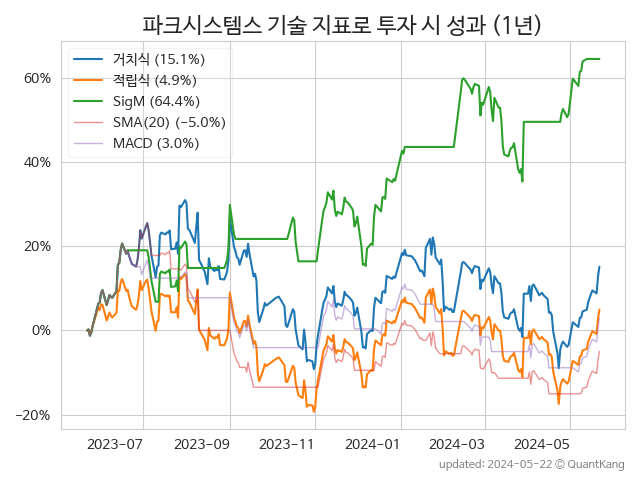 파크시스템스 기술 지표로 투자 시 성과 (1년)
거치식 (15.1%)
적립식 (4.9%)
SigM (64.4%)
SMA(20) (−5.0%)
MACD (3.0%)
60%
40%
20%
0%
−20%
2023−07
2023−09
2023−11
2024−01
2024−03
2024−05
updated: 2024-05-22 © QuantKang